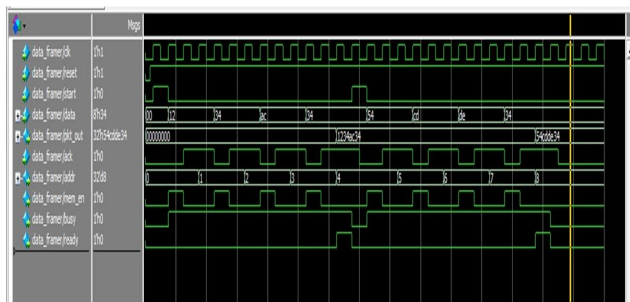 Msgs
data_framer/clk 1'h1
data_framer/reset 1'h1
data_framer/start 1'h0
data_framer/data 8'h34 00 12 34 ac 34 54 cd de 34
data_framer/pkt_out 32'h54cdde34 00000000 1234ac34 54cdde34
data_framer/ack 1'h0
data_framer/addr 32'd8 0 1 2 3 4 5 6 7 8
data_framer/mem_en 1'h0
data_framer/busy 1'h0
data_framer/ready 1'h0